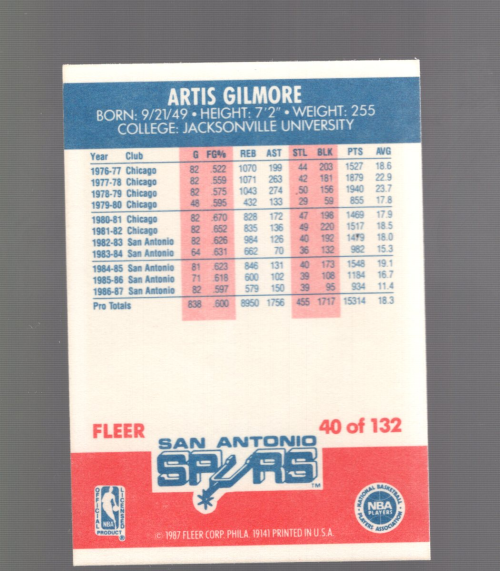 ARTIS GILMORE
BORN: 9/21/49 • HEIGHT: 7'2" • WEIGHT: 255
COLLEGE: JACKSONVILLE UNIVERSITY
Year Club G FG% REB AST STL BLK PTS AVG
1976-77 Chicago 82 .522 1070 199 44 203 1527 18.6
1977-78 Chicago 82 .559 1071 263 42 181 1879 22.9
1978-79 Chicago 82 .575 1043 274 50 156 1940 23.7
1979-80 Chicago 48 .595 432 133 29 59 855 17.8
1980-81 Chicago 82 .670 828 172 47 198 1469 17.9
1981-82 Chicago 82 .652 835 136 49 220 1517 18.5
1982-83 San Antonio 82 .626 984 126 40 192 1479 18.0
1983-84 San Antonio 64 .631 662 70 36 132 982 15.3
1984-85 San Antonio 81 .623 846 131 40 173 1548 19.1
1985-86 San Antonio 71 .618 600 102 39 108 1184 16.7
1986-87 San Antonio 82 .597 579 150 39 95 934 11.4
Pro Totals 838 .600 8950 1756 455 1717 15314 18.3
FLEER 40 of 132
SAN ANTONIO
SPURS TM
OFFICIAL LICENSED NBA PRODUCT ®
NATIONAL BASKETBALL PLAYERS ASSOCIATION
NBA
PLAYERS
(c) 1987 FLEER CORP. PHILA. 19141 PRINTED IN U.S.A.